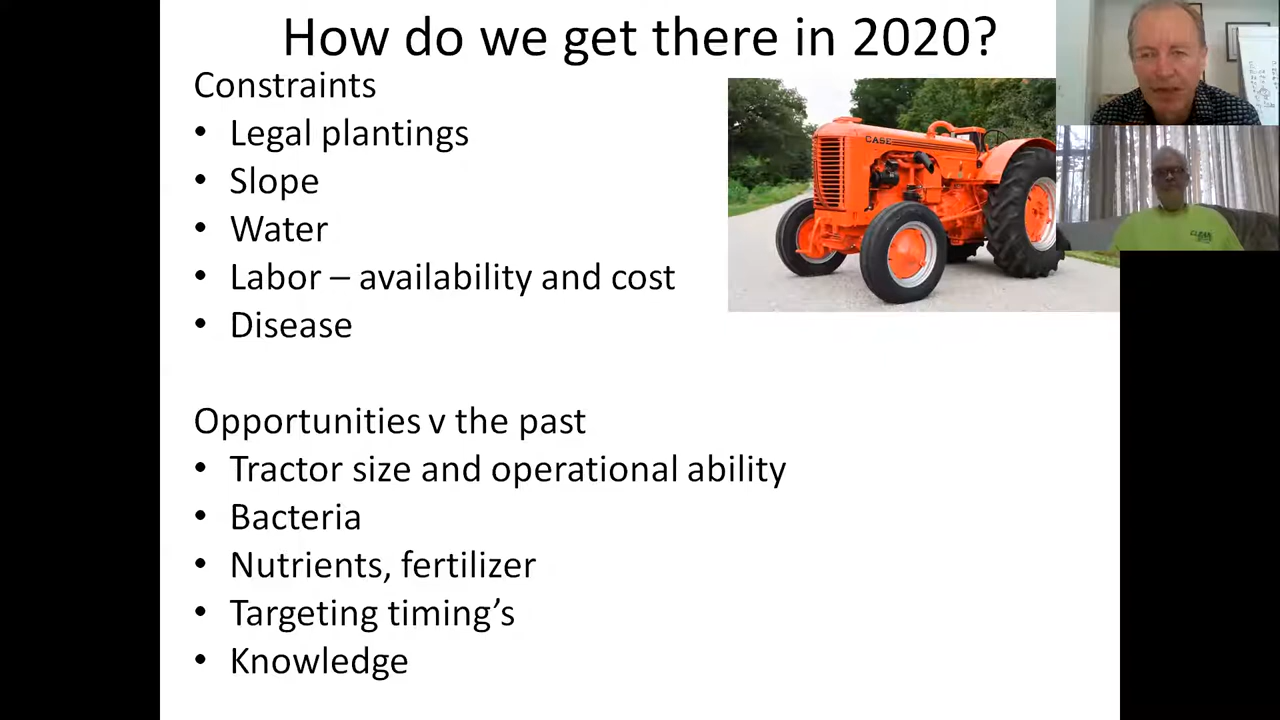 How do we get there in 2020?
Constraints
• Legal plantings
• Slope
• Water
• Labor – availability and cost
• Disease
CASE
Opportunities v the past
• Tractor size and operational ability
• Bacteria
• Nutrients, fertilizer
• Targeting timing’s
• Knowledge